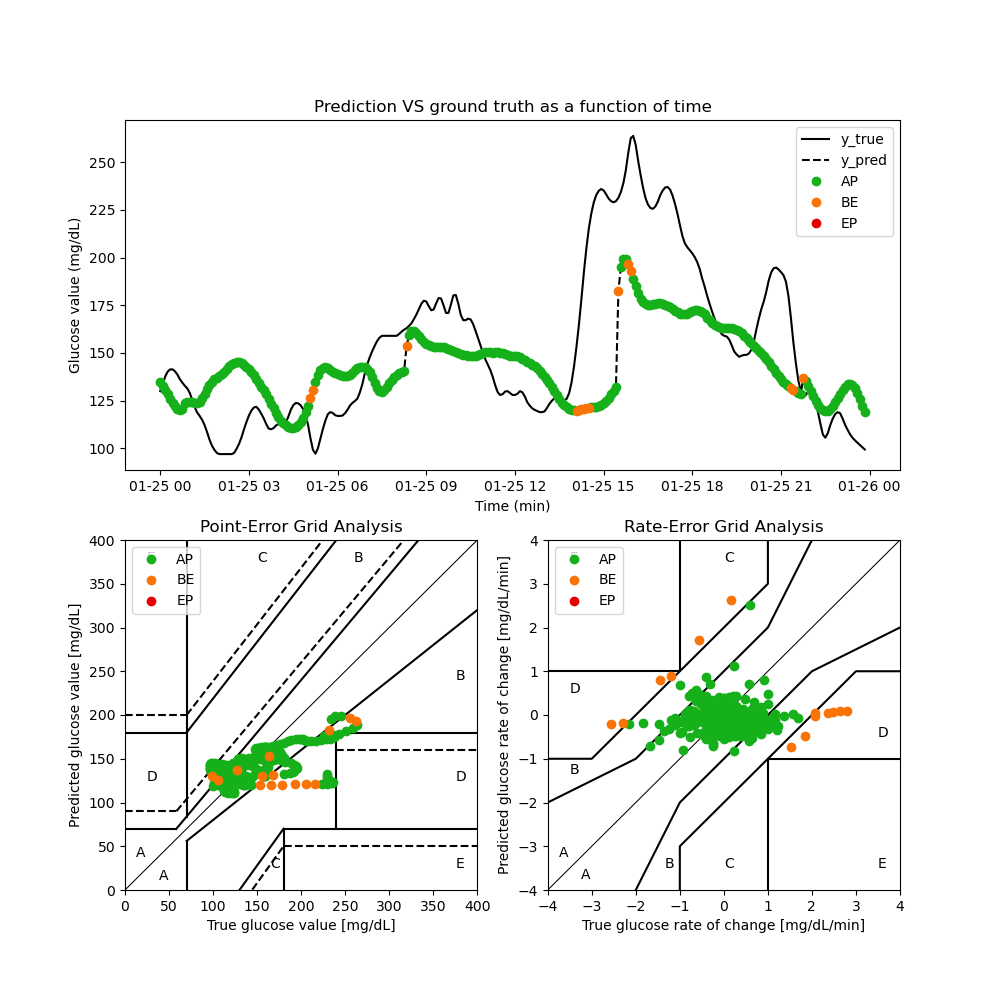 Prediction VS ground truth as a function of time
Glucose value (mg/dL)
250
225
200
175
150
125
100
y_true
y_pred
AP
BE
EP
01-25 00 01-25 03 01-25 06 01-25 09 01-25 12 01-25 15 01-25 18 01-25 21 01-26 00
Time (min)
Point-Error Grid Analysis
Predicted glucose value [mg/dL]
400
350
300
250
200
150
100
50
0
AP
BE
EP
C
B
B
D
D
A
A
C
E
0 50 100 150 200 250 300 350 400
True glucose value [mg/dL]
Rate-Error Grid Analysis
Predicted glucose rate of change [mg/dL/min]
4
3
2
1
0
−1
−2
−3
−4
AP
BE
EP
C
D
D
B
A
A
B
C
E
−4 −3 −2 −1 0 1 2 3 4
True glucose rate of change [mg/dL/min]